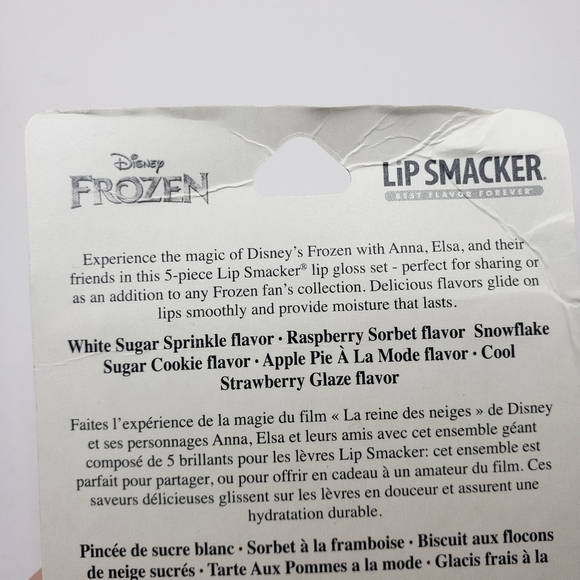 Disney
FROZEN
LiP SMACKER®
BEST FLAVOR FOREVER™
Experience the magic of Disney's Frozen with Anna, Elsa, and their
friends in this 5-piece Lip Smacker® lip gloss set - perfect for sharing or
as an addition to any Frozen fan's collection. Delicious flavors glide on
lips smoothly and provide moisture that lasts.
White Sugar Sprinkle flavor · Raspberry Sorbet flavor Snowflake
Sugar Cookie flavor · Apple Pie À La Mode flavor · Cool
Strawberry Glaze flavor
Faites l'expérience de la magie du film « La reine des neiges » de Disney
et ses personnages Anna, Elsa et leurs amis avec cet ensemble géant
composé de 5 brillants pour les lèvres Lip Smacker: cet ensemble est
parfait pour partager, ou pour offrir en cadeau à un amateur du film. Ces
saveurs délicieuses glissent sur les lèvres en douceur et assurent une
hydratation durable.
Pincée de sucre blanc · Sorbet à la framboise · Biscuit aux flocons
de neige sucrés · Tarte Aux Pommes a la mode · Glacis frais à la